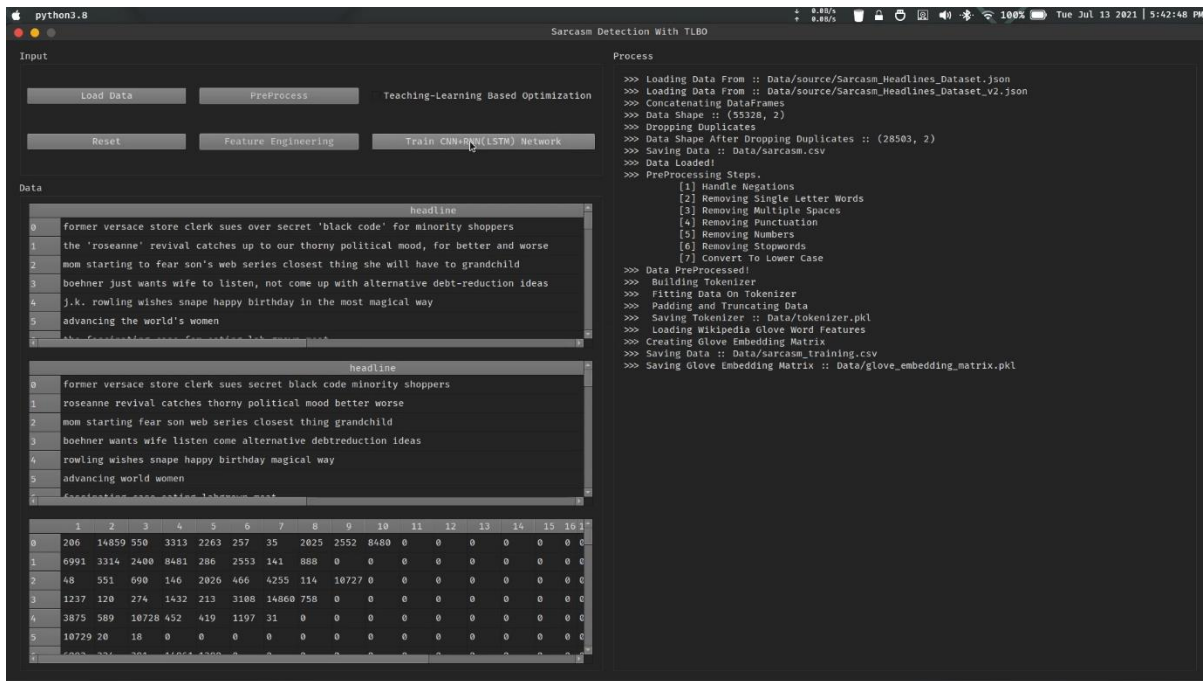 python3.8
0.0B/s
0.0B/s
100%
Tue Jul 13 2021 | 5:42:48 PM
Sarcasm Detection With TLBO
Input
Load Data
PreProcess
Teaching-Learning Based Optimization
Reset
Feature Engineering
Train CNN+RNN(LSTM) Network
Data
headline
0 former versace store clerk sues over secret 'black code' for minority shoppers
1 the 'roseanne' revival catches up to our thorny political mood, for better and worse
2 mom starting to fear son's web series closest thing she will have to grandchild
3 boehner just wants wife to listen, not come up with alternative debt-reduction ideas
4 j.k. rowling wishes snape happy birthday in the most magical way
5 advancing the world's women
headline
0 former versace store clerk sues secret black code minority shoppers
1 roseanne revival catches thorny political mood better worse
2 mom starting fear son web series closest thing grandchild
3 boehner wants wife listen come alternative debtreduction ideas
4 rowling wishes snape happy birthday magical way
5 advancing world women
1 2 3 4 5 6 7 8 9 10 11 12 13 14 15 16 1
0 206 14859 550 3313 2263 257 35 2025 2552 8480 0 0 0 0 0 0 0
1 6991 3314 2400 8481 286 2553 141 888 0 0 0 0 0 0 0 0 0
2 48 551 690 146 2026 466 4255 114 10727 0 0 0 0 0 0 0 0
3 1237 120 274 1432 213 3108 14860 758 0 0 0 0 0 0 0 0 0
4 3875 589 10728 452 419 1197 31 0 0 0 0 0 0 0 0 0 0
5 10729 20 18 0 0 0 0 0 0 0 0 0 0 0 0 0 0
Process
>>> Loading Data From :: Data/source/Sarcasm_Headlines_Dataset.json
>>> Loading Data From :: Data/source/Sarcasm_Headlines_Dataset_v2.json
>>> Concatenating DataFrames
>>> Data Shape :: (55328, 2)
>>> Dropping Duplicates
>>> Data Shape After Dropping Duplicates :: (28503, 2)
>>> Saving Data :: Data/sarcasm.csv
>>> Data Loaded!
>>> PreProcessing Steps.
[1] Handle Negations
[2] Removing Single Letter Words
[3] Removing Multiple Spaces
[4] Removing Punctuation
[5] Removing Numbers
[6] Removing Stopwords
[7] Convert To Lower Case
>>> Data PreProcessed!
>>> Building Tokenizer
>>> Fitting Data On Tokenizer
>>> Padding and Truncating Data
>>> Saving Tokenizer :: Data/tokenizer.pkl
>>> Loading Wikipedia Glove Word Features
>>> Creating Glove Embedding Matrix
>>> Saving Data :: Data/sarcasm_training.csv
>>> Saving Glove Embedding Matrix :: Data/glove_embedding_matrix.pkl